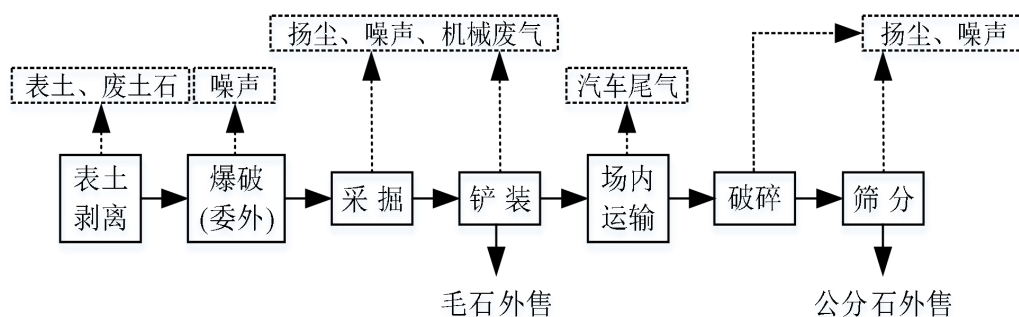 扬尘、噪声、机械废气
扬尘、噪声
表土、废土石
噪声
汽车尾气
表土
剥离
爆破
(委外)
采掘
铲装
场内
运输
破碎
筛分
毛石外售
公分石外售